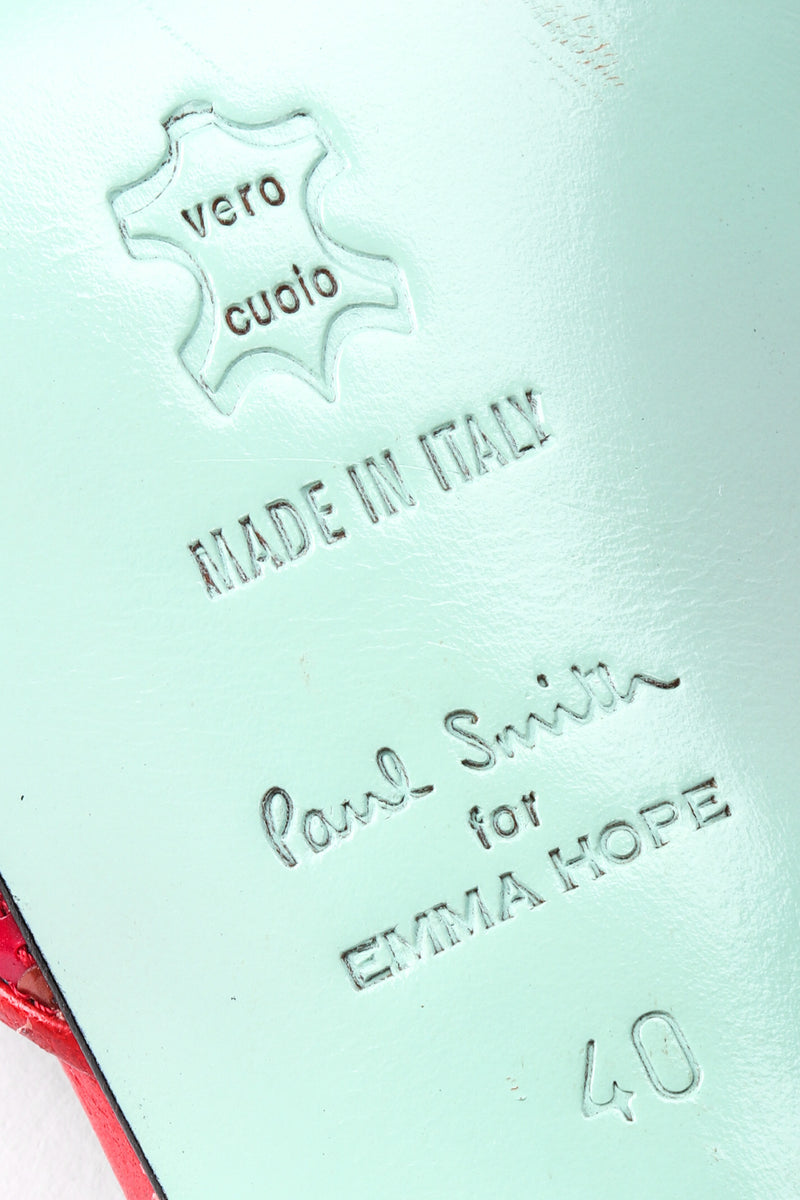 vero
cuoio
MADE IN ITALY
Paul Smith
for
EMMA HOPE
40